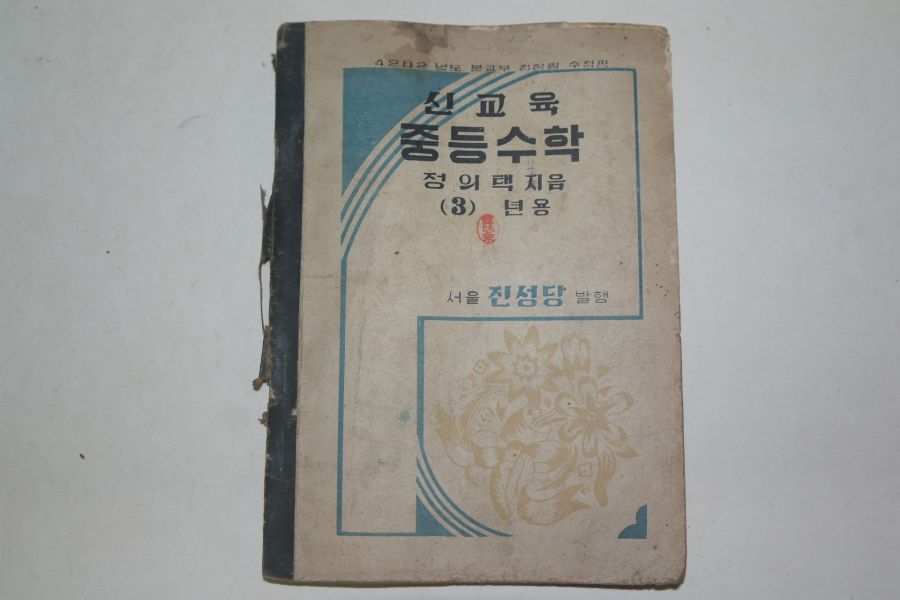 4282 년도 문교부 검정필 수정판
신교육
중등수학
정의택 지음
(3) 년용
서울 진성당 발행